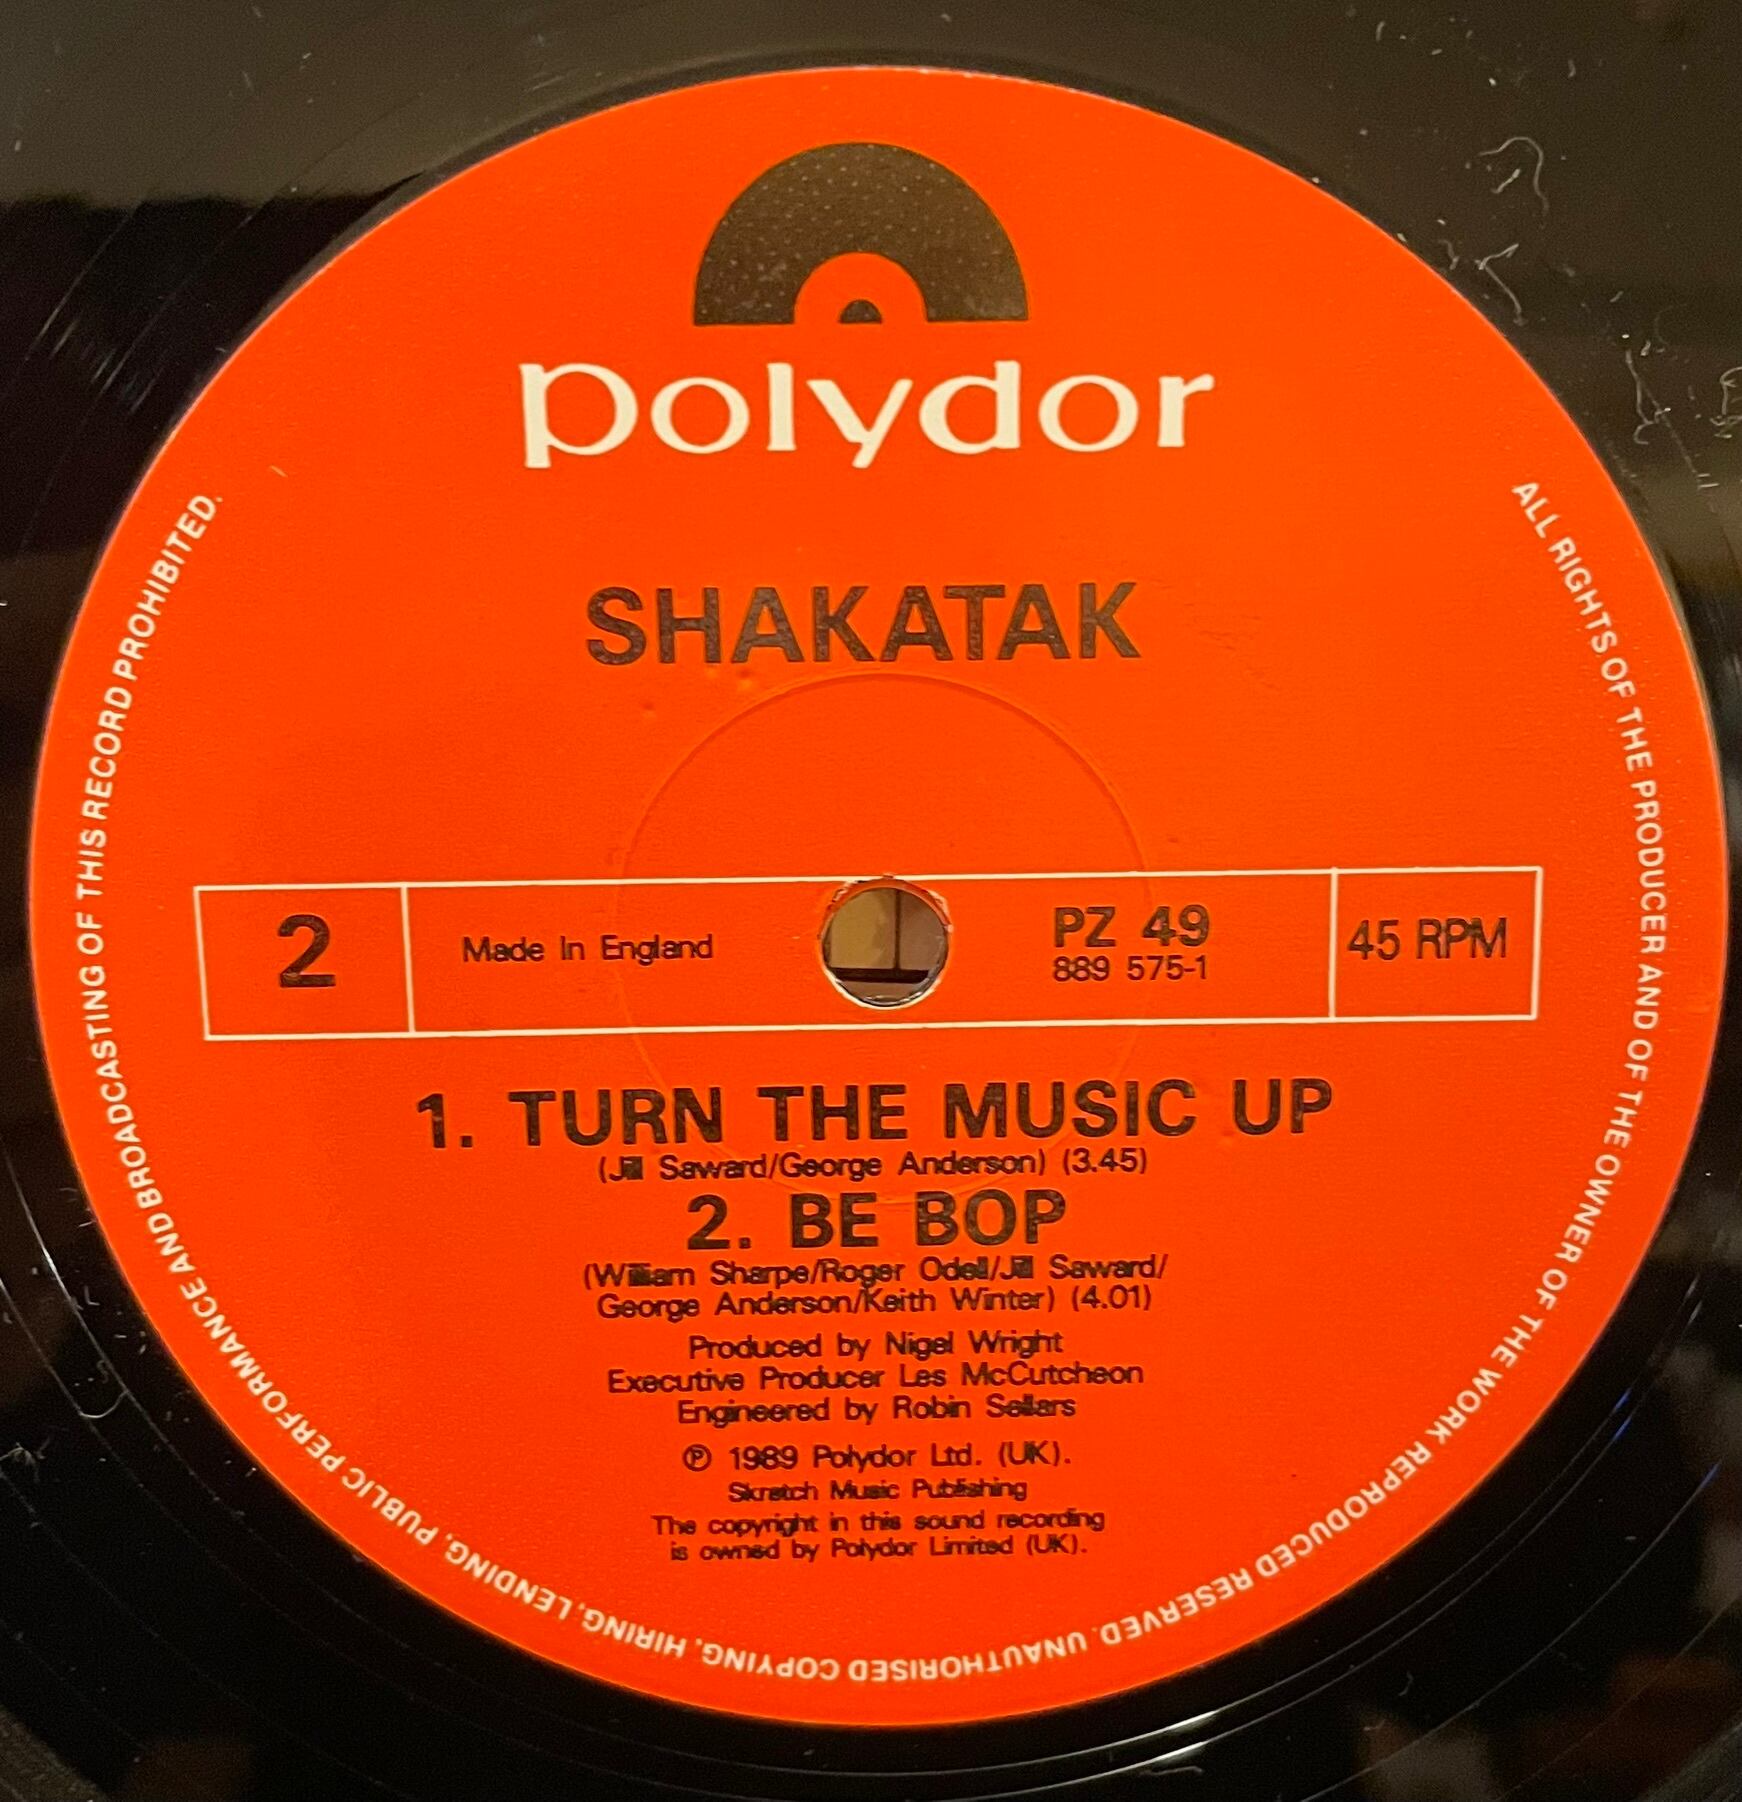 polydor
SHAKATAK
2
Made In England
PZ 49
889 575-1
45 RPM
1. TURN THE MUSIC UP
(Jill Saward/George Anderson) (3.45)
2. BE BOP
(William Sharpe/Roger Odell/Jill Saward/
George Anderson/Keith Winter) (4.01)
Produced by Nigel Wright
Executive Producer Les McCutcheon
Engineered by Robin Sellars
℗ 1989 Polydor Ltd. (UK).
Skratch Music Publishing
The copyright in this sound recording
is owned by Polydor Limited (UK).
ALL RIGHTS OF THE PRODUCER AND OF THE OWNER OF THE WORK REPRODUCED RESERVED. UNAUTHORISED COPYING, HIRING, LENDING, PUBLIC PERFORMANCE AND BROADCASTING OF THIS RECORD PROHIBITED.